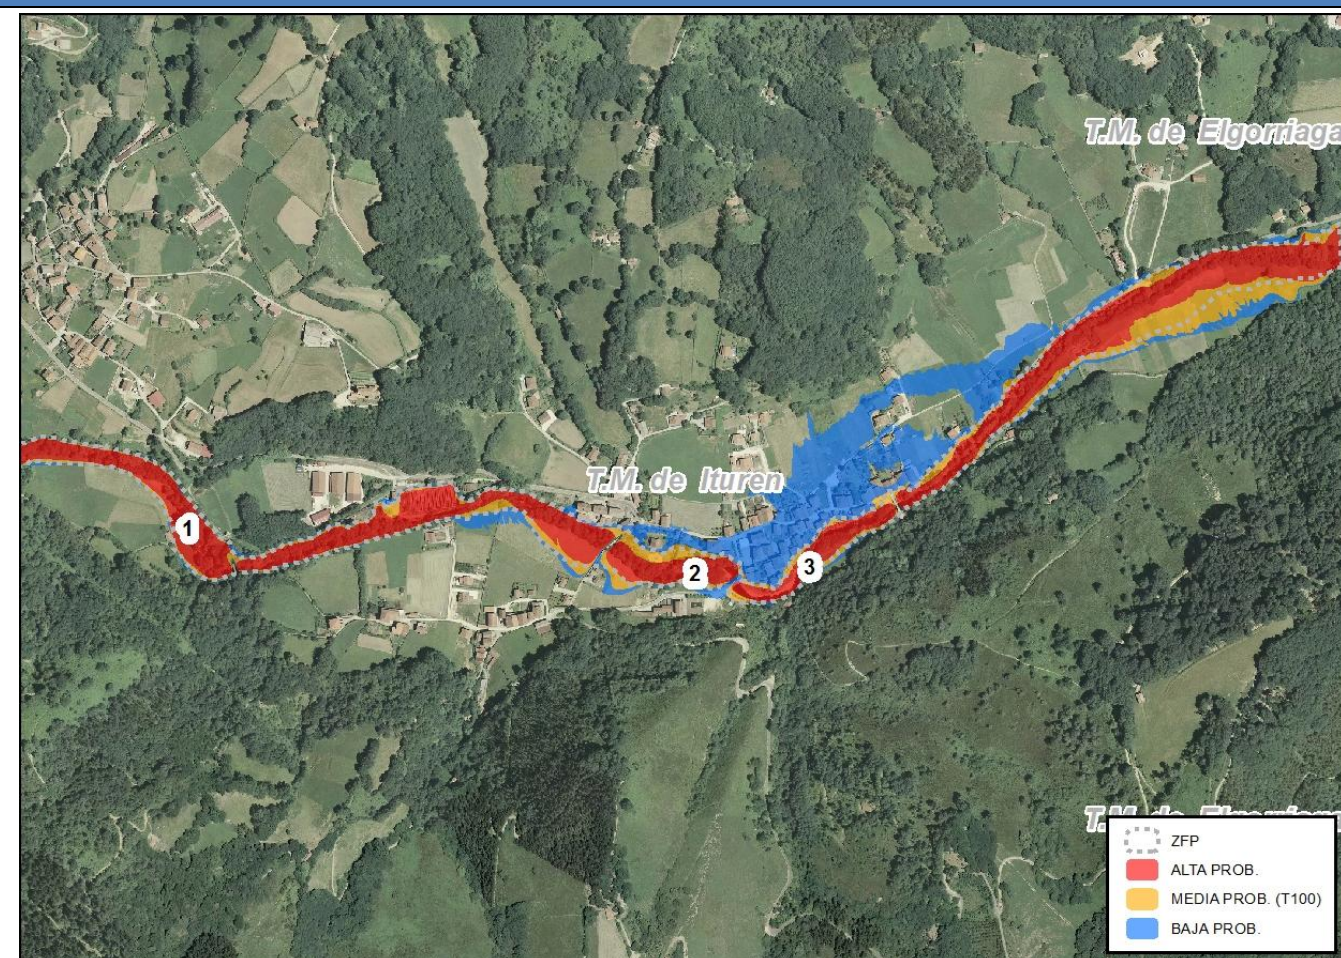 T.M. de Elgorriaga
T.M. de Ituren
1
2
3
ZFP
ALTA PROB.
MEDIA PROB. (T100)
BAJA PROB.